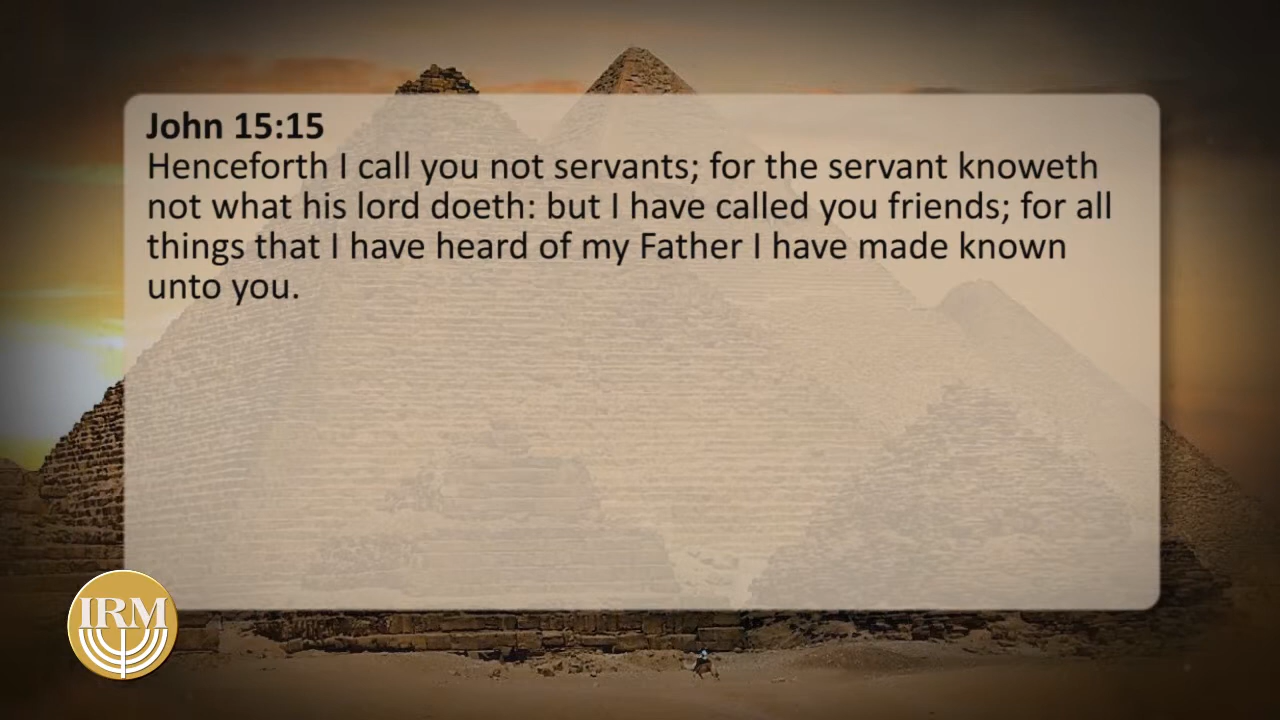 John 15:15
Henceforth I call you not servants; for the servant knoweth
not what his lord doeth: but I have called you friends; for all
things that I have heard of my Father I have made known
unto you.
IRM